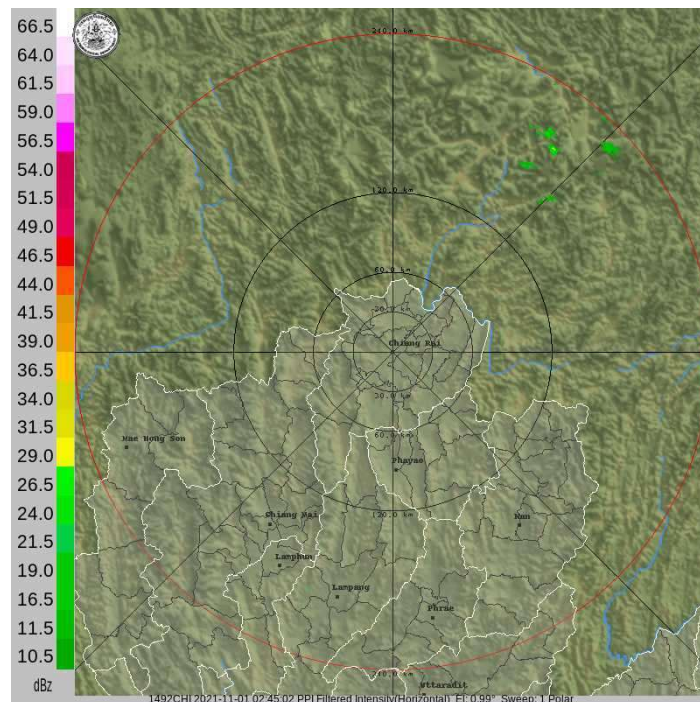 66.5
64.0
61.5
59.0
56.5
54.0
51.5
49.0
46.5
44.0
41.5
39.0
36.5
34.0
31.5
29.0
26.5
24.0
21.5
19.0
16.5
11.5
10.5
dBz
240.0 km
120.0 km
60.0 km
Chiang Rai
60.0 km
Mae Hong Son
Phayao
120.0 km
Chiang Mai
Nan
Lamphun
Lampang
Phrae
Uttaradit
1492CHI 2021-11-01 02:45:02 PPI Filtered Intensity(Horizontal) El: 0.99° Sweep: 1 Polar